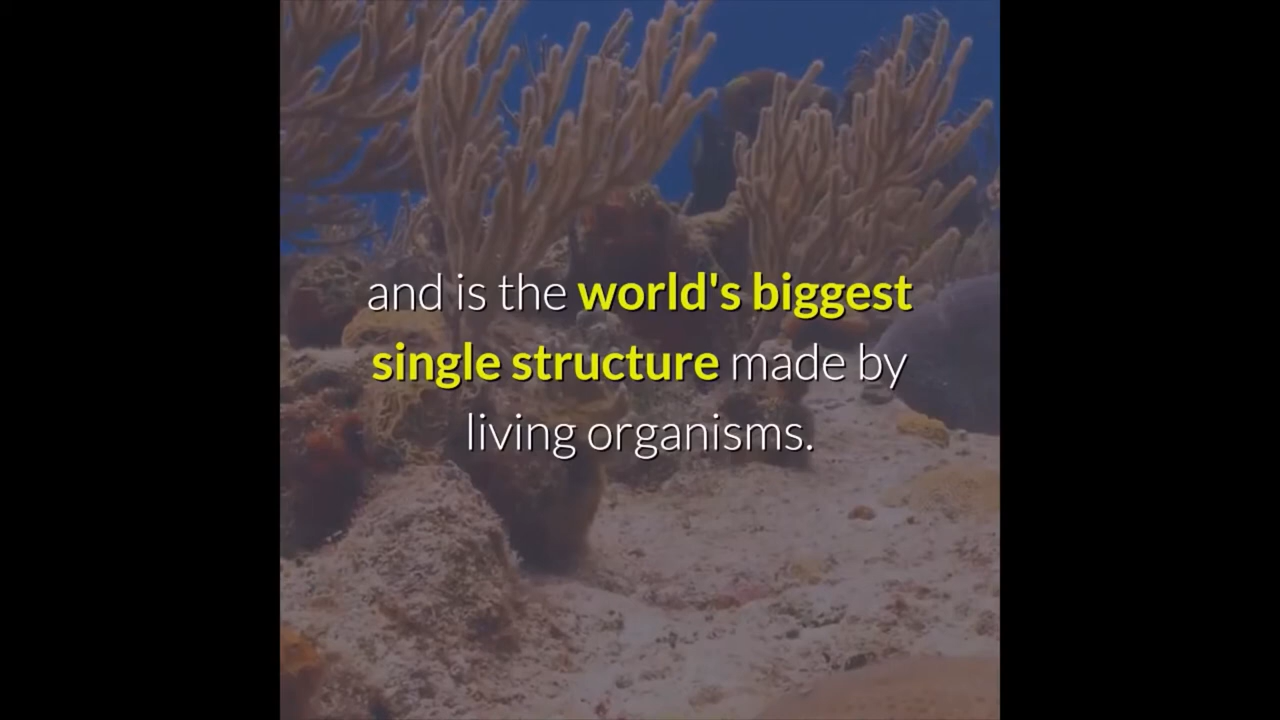 and is the world's biggest
single structure made by
living organisms.